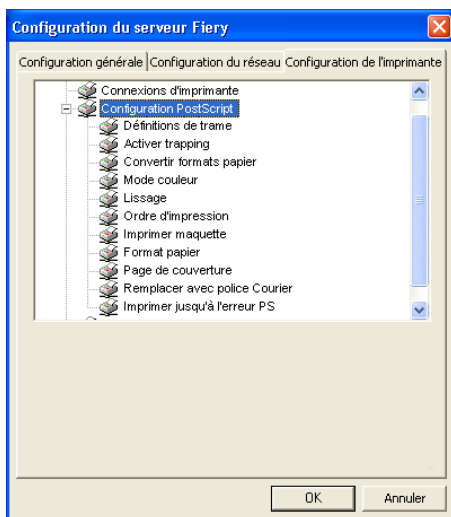 Configuration du serveur Fiery
Configuration générale
Configuration du réseau
Configuration de l'imprimante
Connexions d'imprimante
Configuration PostScript
Définitions de trame
Activer trapping
Convertir formats papier
Mode couleur
Lissage
Ordre d'impression
Imprimer maquette
Format papier
Page de couverture
Remplacer avec police Courier
Imprimer jusqu'à l'erreur PS
OK
Annuler